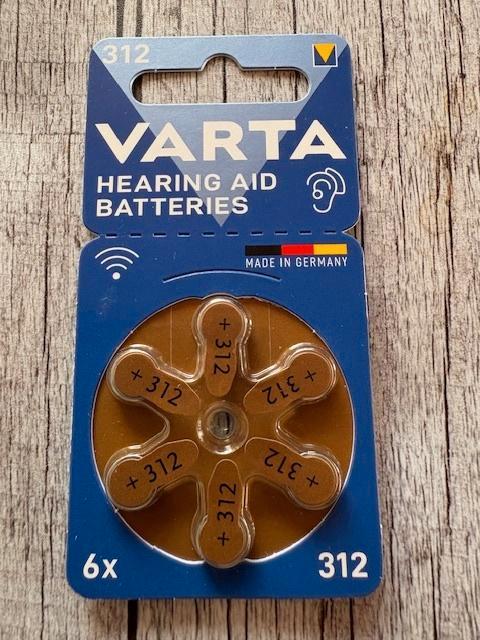 312
VARTA
HEARING AID
BATTERIES
MADE IN GERMANY
+ 312
+ 312
+ 312
+ 312
+ 312
+ 312
6x
312